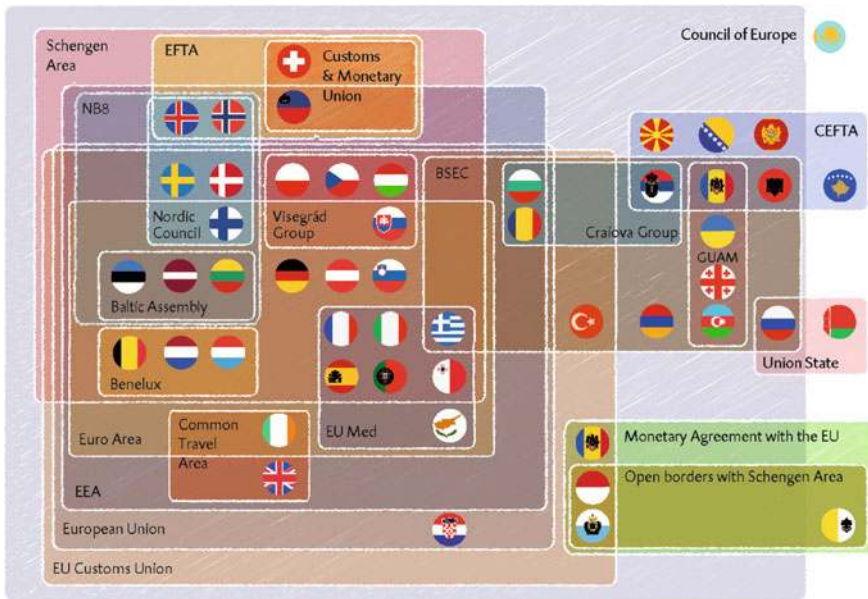 Schengen
Area
EFTA
Customs
& Monetary
Union
Council of Europe
NB8
CEFTA
BSEC
Nordic
Council
Visegrád
Group
Craiova Group
GUAM
Baltic Assembly
Union State
Benelux
Euro Area
Common
Travel
Area
EU Med
Monetary Agreement with the EU
Open borders with Schengen Area
EEA
European Union
EU Customs Union